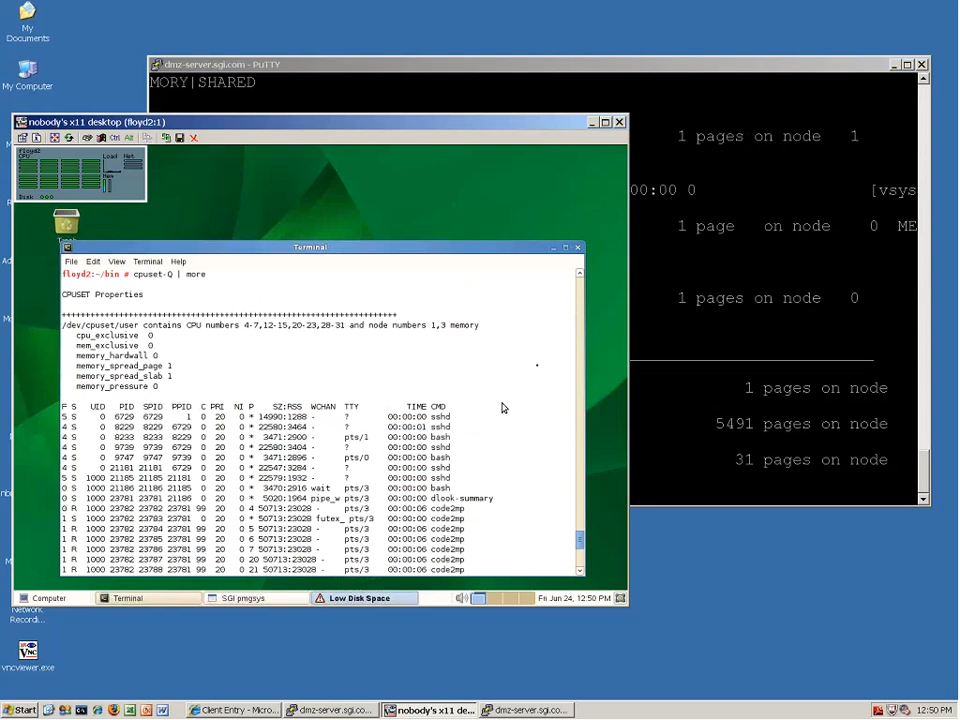 My
Documents
My Computer
dmz-server.sgi.com - PuTTY
MORY|SHARED
1 pages on node 1
00:00 0 [vsys
1 page on node 0 ME
1 pages on node 0
1 pages on node
5491 pages on node
31 pages on node
nobody's x11 desktop (floyd2:1)
Ctrl Alt
floyd2
CPU Load Net
Mem
Disk 000
Terminal
File Edit View Terminal Help
floyd2:~/bin # cpuset-Q | more
CPUSET Properties
++++++++++++++++++++++++++++++++++++++++++++++++++++++++++++++++++++++
/dev/cpuset/user contains CPU numbers 4-7,12-15,20-23,28-31 and node numbers 1,3 memory
cpu_exclusive 0
mem_exclusive 0
memory_hardwall 0
memory_spread_page 1
memory_spread_slab 1
memory_pressure 0
F S UID PID SPID PPID C PRI NI P SZ:RSS WCHAN TTY TIME CMD
5 S 0 6729 6729 1 0 20 0 * 14990:1288 - ? 00:00:00 sshd
4 S 0 8229 8229 6729 0 20 0 * 22580:3464 - ? 00:00:01 sshd
4 S 0 8233 8233 8229 0 20 0 * 3471:2900 - pts/1 00:00:00 bash
4 S 0 9739 9739 6729 0 20 0 * 22580:3404 - ? 00:00:00 sshd
4 S 0 9747 9747 9739 0 20 0 * 3471:2896 - pts/0 00:00:00 bash
4 S 0 21181 21181 6729 0 20 0 * 22547:3284 - ? 00:00:00 sshd
5 S 1000 21185 21185 21181 0 20 0 * 22579:1932 - ? 00:00:00 sshd
0 S 1000 21186 21186 21185 0 20 0 * 3470:2916 wait pts/3 00:00:00 bash
0 S 1000 23781 23781 21186 0 20 0 * 5020:1964 pipe_w pts/3 00:00:00 dlook-summary
0 R 1000 23782 23782 23781 99 20 0 4 50713:23028 - pts/3 00:00:06 code2mp
1 S 1000 23782 23783 23781 0 20 0 * 50713:23028 futex_ pts/3 00:00:00 code2mp
1 R 1000 23782 23784 23781 99 20 0 5 50713:23028 - pts/3 00:00:06 code2mp
1 R 1000 23782 23785 23781 99 20 0 6 50713:23028 - pts/3 00:00:06 code2mp
1 R 1000 23782 23786 23781 99 20 0 7 50713:23028 - pts/3 00:00:06 code2mp
1 R 1000 23782 23787 23781 99 20 0 20 50713:23028 - pts/3 00:00:06 code2mp
1 R 1000 23782 23788 23781 99 20 0 21 50713:23028 - pts/3 00:00:06 code2mp
Computer Terminal SGI pmgsys Low Disk Space Fri Jun 24, 12:50 PM
Network
Recordi...
vncviewer.exe
Start Client Entry - Micro... dmz-server.sgi.co... nobody's x11 de... dmz-server.sgi.co... 12:50 PM